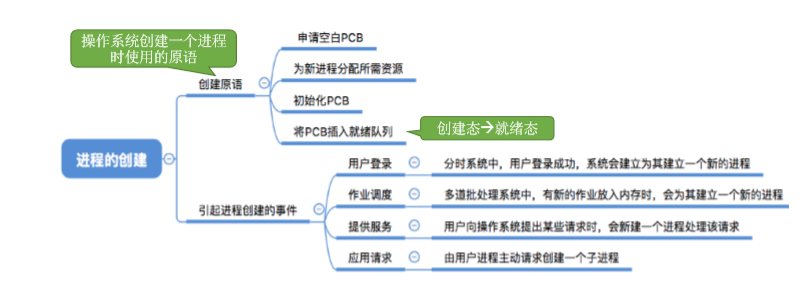 操作系统创建一个进程
时使用的原语
申请空白PCB
为新进程分配所需资源
创建原语
初始化PCB
将PCB插入就绪队列
创建态→就绪态
进程的创建
用户登录
分时系统中，用户登录成功，系统会建立为其建立一个新的进程
作业调度
多道批处理系统中，有新的作业放入内存时，会为其建立一个新的进程
引起进程创建的事件
提供服务
用户向操作系统提出某些请求时，会新建一个进程处理该请求
应用请求
由用户进程主动请求创建一个子进程